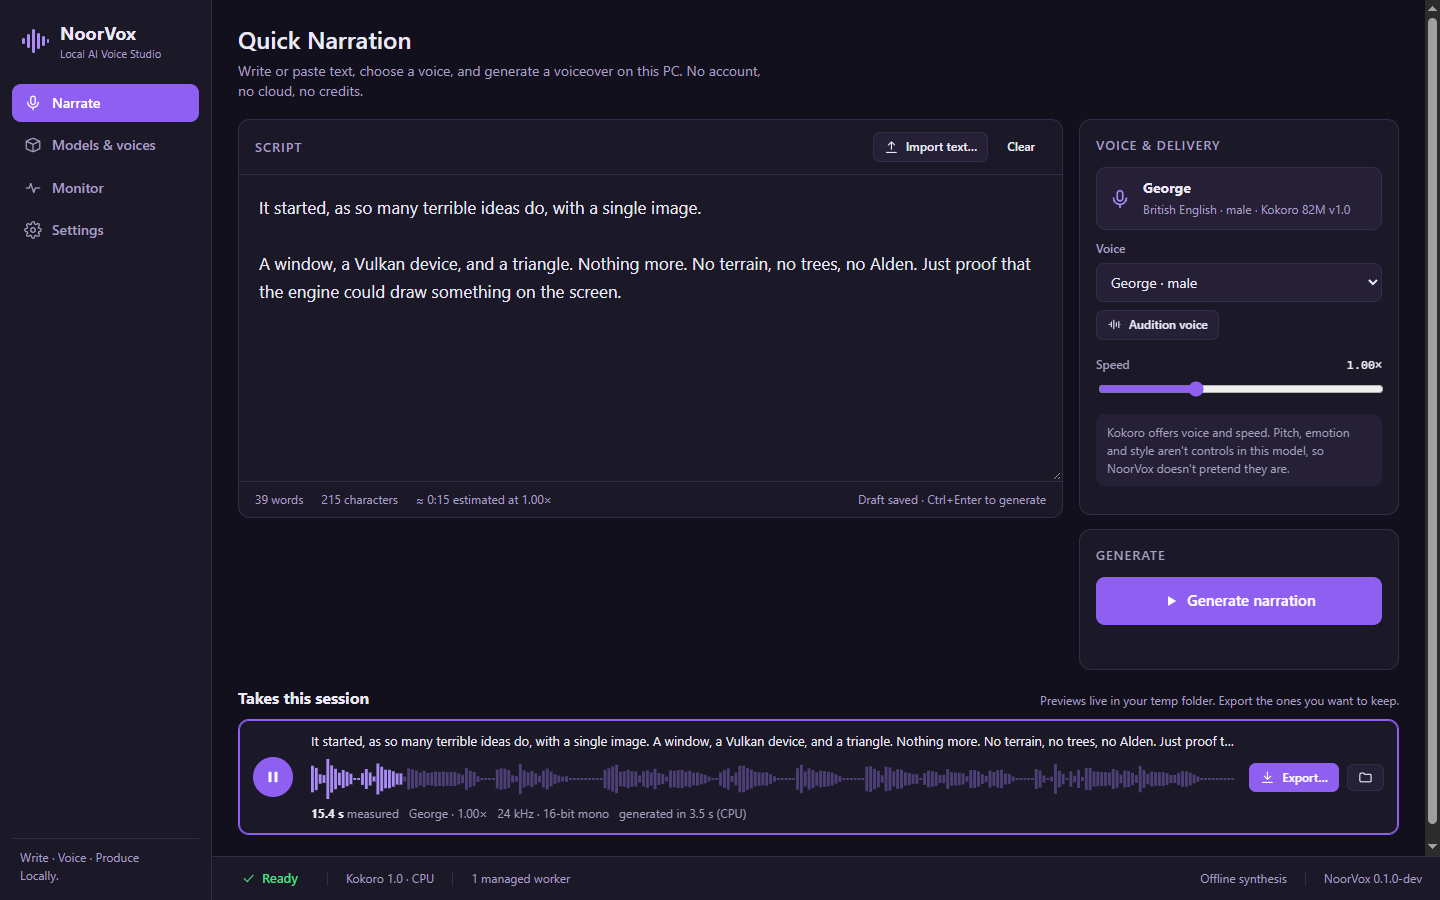 NoorVox
Local AI Voice Studio
Narrate
Models & voices
Monitor
Settings
Write · Voice · Produce
Locally.
Quick Narration
Write or paste text, choose a voice, and generate a voiceover on this PC. No account,
no cloud, no credits.
SCRIPT
Import text...
Clear
It started, as so many terrible ideas do, with a single image.
A window, a Vulkan device, and a triangle. Nothing more. No terrain, no trees, no Alden. Just proof that
the engine could draw something on the screen.
39 words
215 characters
≈ 0:15 estimated at 1.00×
Draft saved · Ctrl+Enter to generate
VOICE & DELIVERY
George
British English · male · Kokoro 82M v1.0
Voice
George · male
Audition voice
Speed
1.00×
Kokoro offers voice and speed. Pitch, emotion
and style aren't controls in this model, so
NoorVox doesn't pretend they are.
GENERATE
Generate narration
Takes this session
Previews live in your temp folder. Export the ones you want to keep.
It started, as so many terrible ideas do, with a single image. A window, a Vulkan device, and a triangle. Nothing more. No terrain, no trees, no Alden. Just proof t...
Export...
15.4 s measured
George · 1.00×
24 kHz · 16-bit mono
generated in 3.5 s (CPU)
Ready
Kokoro 1.0 · CPU
1 managed worker
Offline synthesis
NoorVox 0.1.0-dev